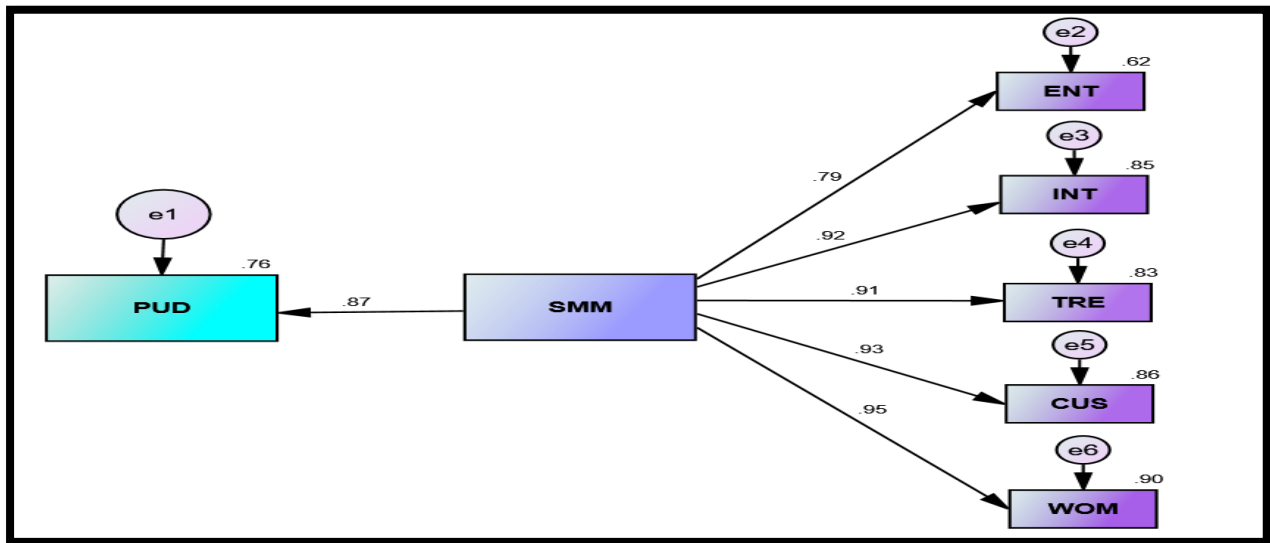 e2
.62
ENT
e3
.79
.85
INT
e1
.92
e4
.76
.83
PUD
.87
SMM
.91
TRE
e5
.93
.86
CUS
.95
e6
.90
WOM